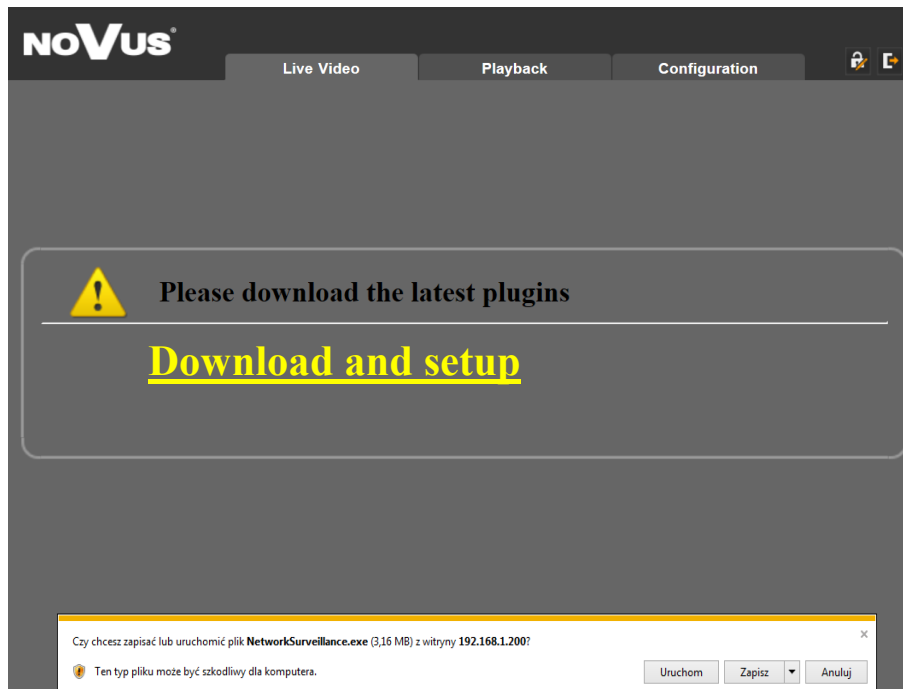 NOVUS®
Live Video Playback Configuration
Please download the latest plugins
Download and setup
Czy chcesz zapisać lub uruchomić plik NetworkSurveillance.exe (3,16 MB) z witryny 192.168.1.200?
Ten typ pliku może być szkodliwy dla komputera.
Uruchom Zapisz Anuluj